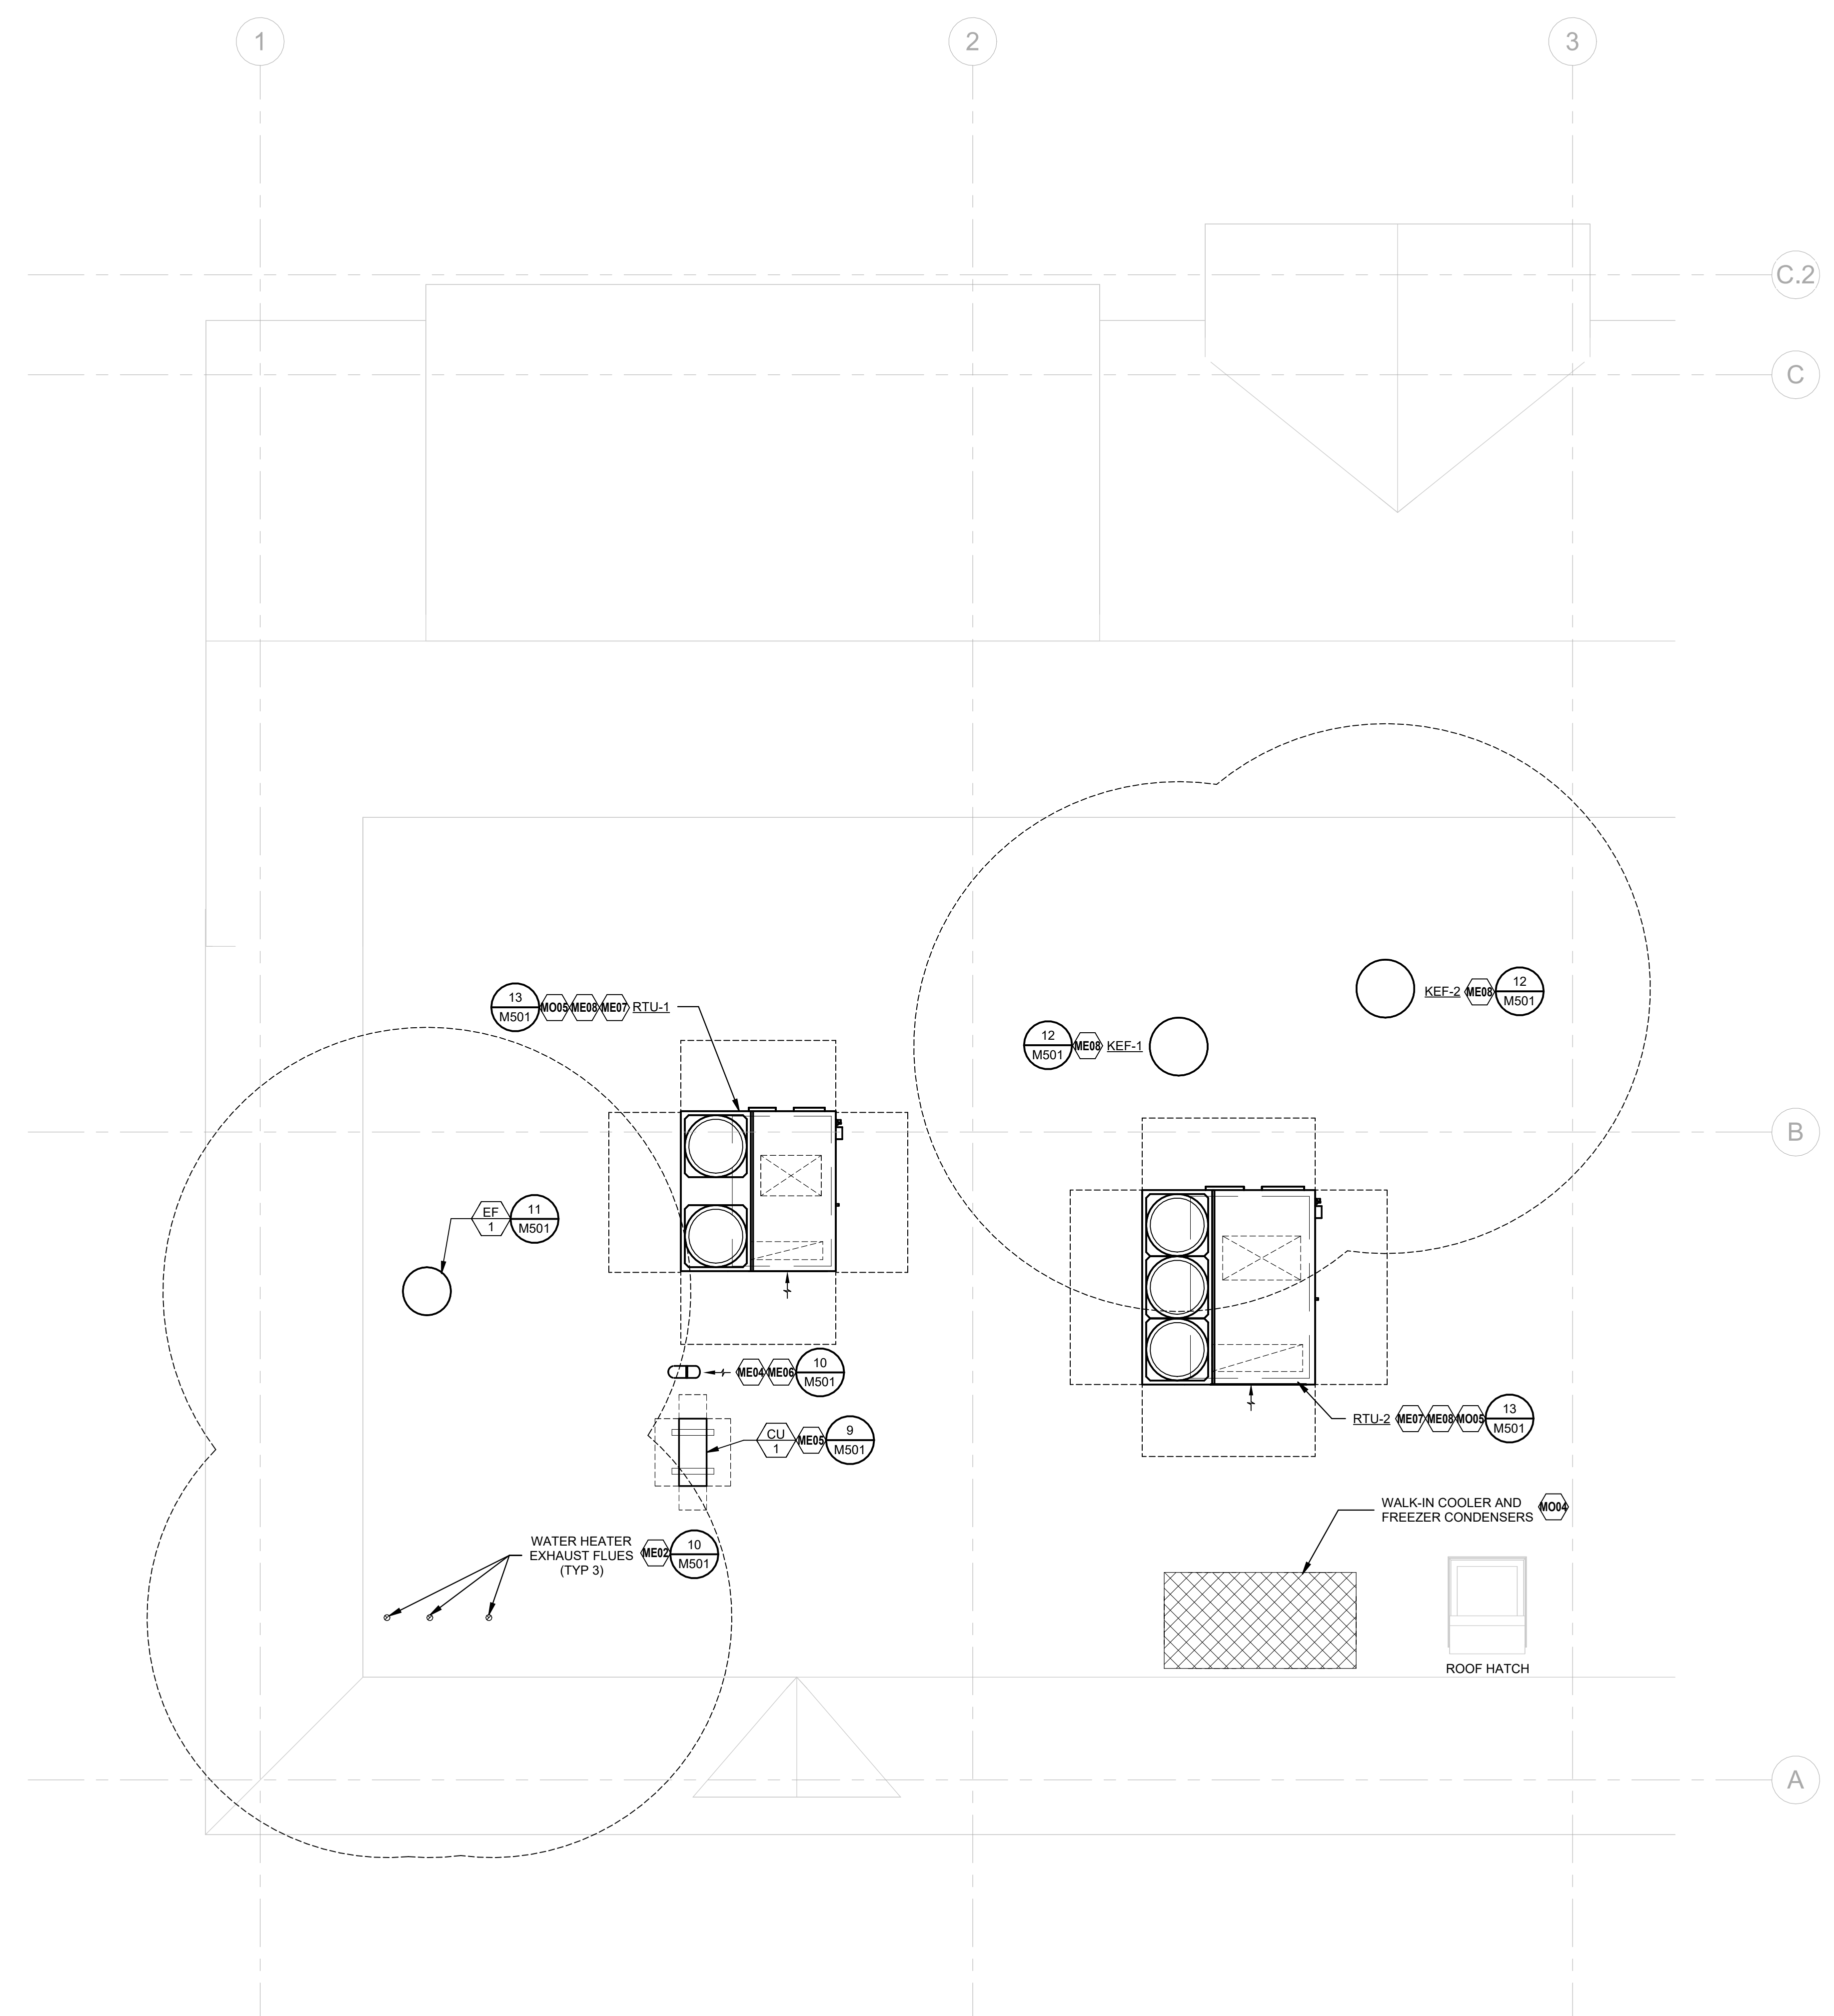 1
2
3
C.2
C
12
M501
ME08
KEF-2
13
M501
MO05
ME08
ME07
RTU-1
12
M501
ME08
KEF-1
B
EF
1
11
M501
ME04
ME06
10
M501
CU
1
ME05
9
M501
RTU-2
ME07
ME08
MO05
13
M501
WALK-IN COOLER AND
FREEZER CONDENSERS
MO04
WATER HEATER
EXHAUST FLUES
(TYP 3)
ME02
10
M501
ROOF HATCH
A